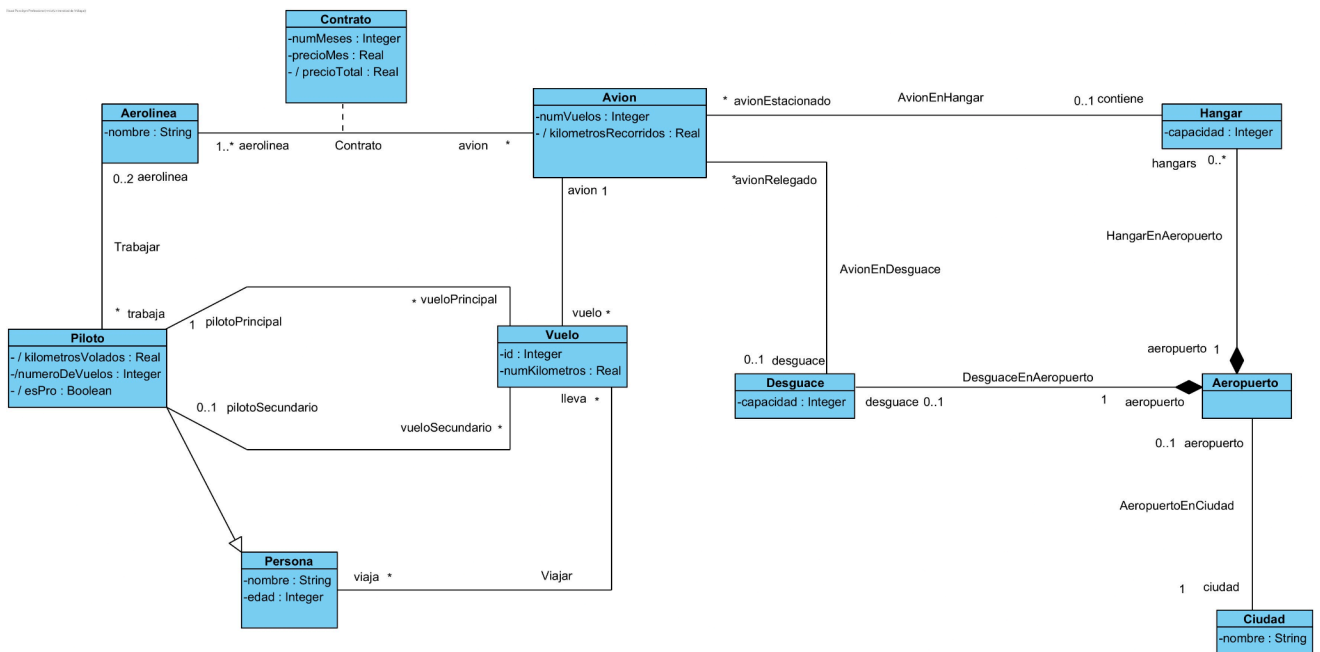 Contrato
-numMeses : Integer
-precioMes : Real
- / precioTotal : Real
Aerolinea
-nombre : String
1..* aerolinea
Contrato
avion *
Avion
-numVuelos : Integer
- / kilometrosRecorridos : Real
* avionEstacionado
AvionEnHangar
0..1 contiene
Hangar
-capacidad : Integer
hangars 0..*
0..2 aerolinea
*avionRelegado
avion 1
Trabajar
HangarEnAeropuerto
AvionEnDesguace
* trabaja
* vueloPrincipal
1 pilotoPrincipal
vuelo *
Piloto
- / kilometrosVolados : Real
-/numeroDeVuelos : Integer
- / esPro : Boolean
Vuelo
-id : Integer
-numKilometros : Real
0..1 desguace
aeropuerto 1
Desguace
-capacidad : Integer
DesguaceEnAeropuerto
desguace 0..1
1 aeropuerto
Aeropuerto
0..1 pilotoSecundario
vueloSecundario *
lleva *
0..1 aeropuerto
AeropuertoEnCiudad
Persona
-nombre : String
-edad : Integer
viaja *
Viajar
1 ciudad
Ciudad
-nombre : String